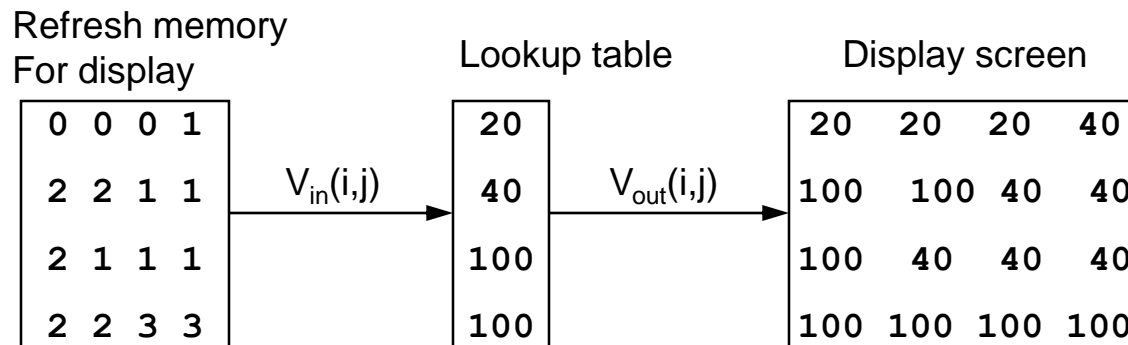 Refresh memory
For display
Lookup table
Display screen
0 0 0 1
2 2 1 1
2 1 1 1
2 2 3 3
V_in(i,j)
20
40
100
100
V_out(i,j)
20 20 20 40
100 100 40 40
100 40 40 40
100 100 100 100